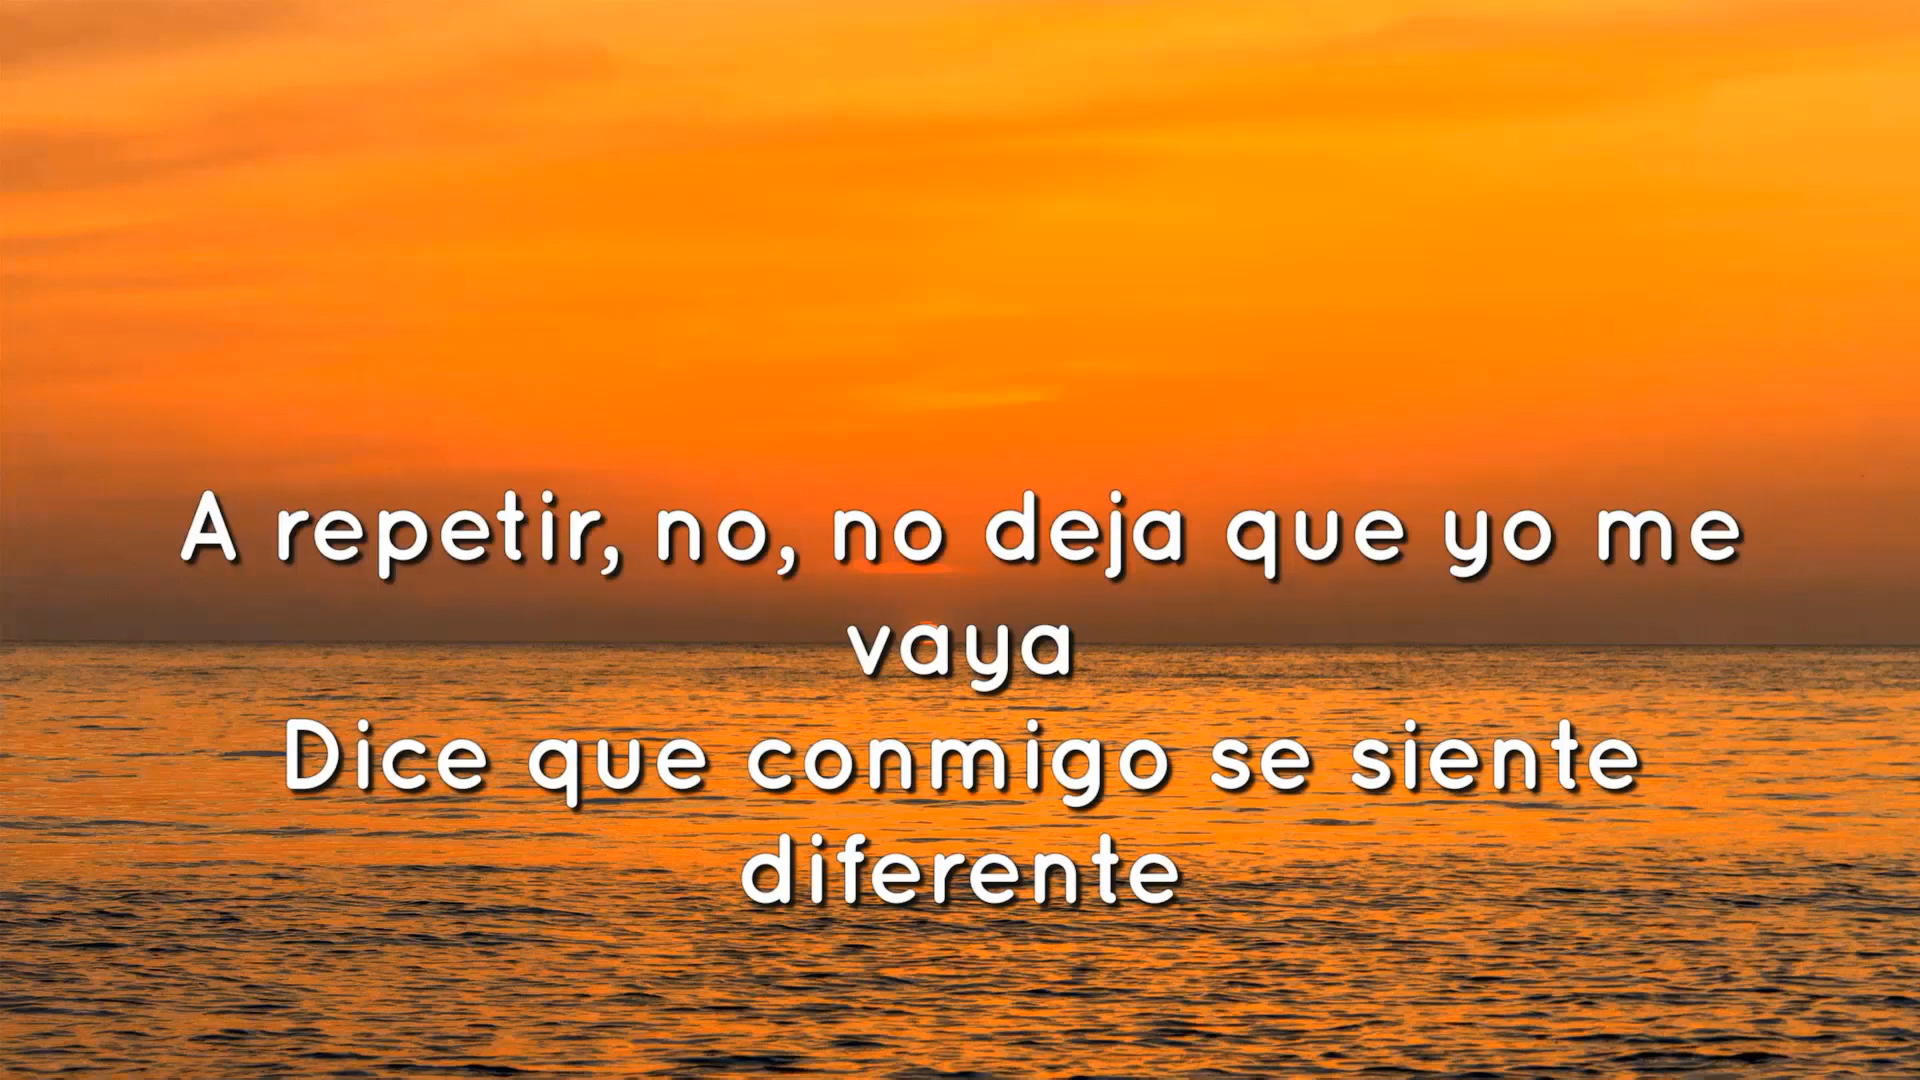 A repetir, no, no deja que yo me
vaya
Dice que conmigo se siente
diferente